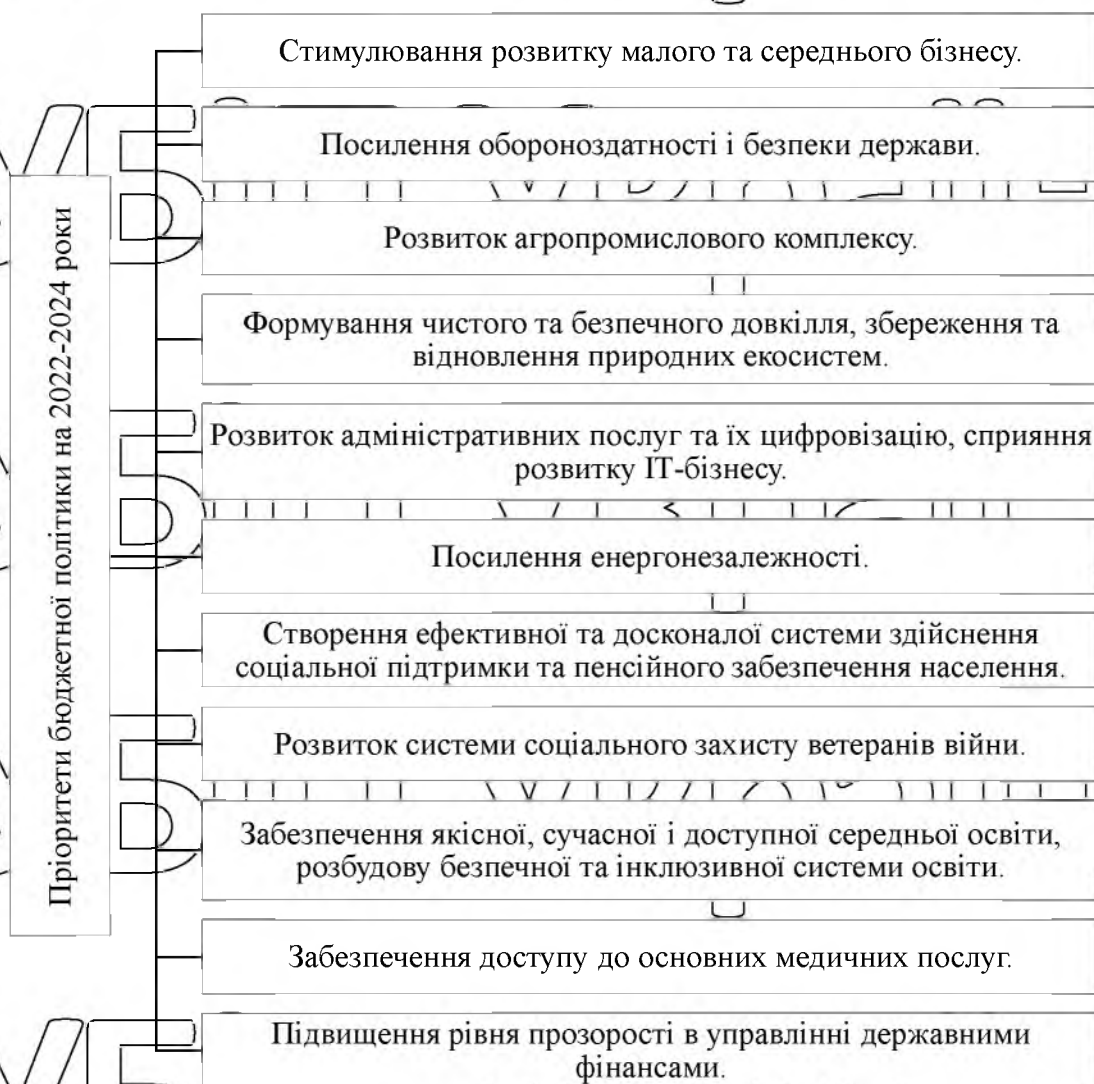 Пріоритети бюджетної політики на 2022-2024 роки
Стимулювання розвитку малого та середнього бізнесу.
Посилення обороноздатності і безпеки держави.
Розвиток агропромислового комплексу.
Формування чистого та безпечного довкілля, збереження та
відновлення природних екосистем.
Розвиток адміністративних послуг та їх цифровізацію, сприяння
розвитку ІТ-бізнесу.
Посилення енергонезалежності.
Створення ефективної та досконалої системи здійснення
соціальної підтримки та пенсійного забезпечення населення.
Розвиток системи соціального захисту ветеранів війни.
Забезпечення якісної, сучасної і доступної середньої освіти,
розбудову безпечної та інклюзивної системи освіти.
Забезпечення доступу до основних медичних послуг.
Підвищення рівня прозорості в управлінні державними
фінансами.